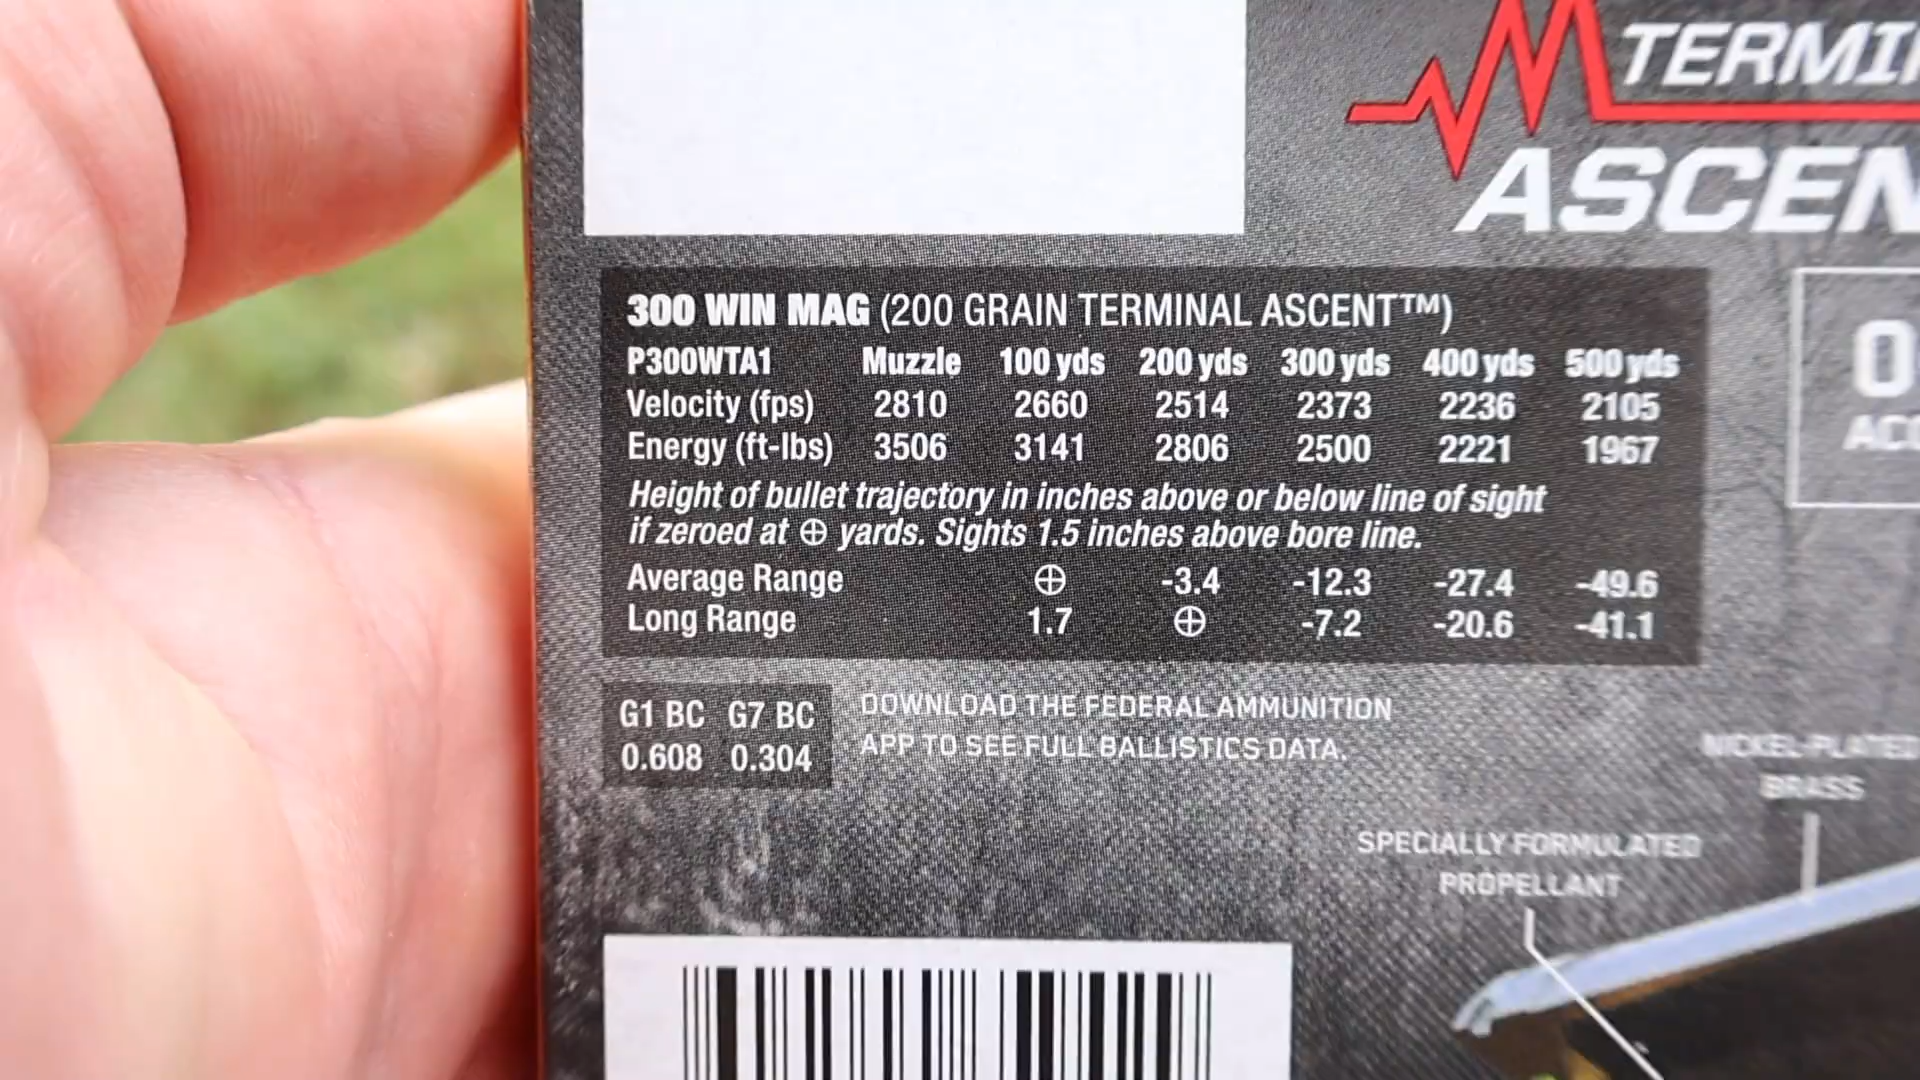 TERMI
ASCEN
300 WIN MAG (200 GRAIN TERMINAL ASCENT™)
P300WTA1 Muzzle 100 yds 200 yds 300 yds 400 yds 500 yds
Velocity (fps) 2810 2660 2514 2373 2236 2105
Energy (ft-lbs) 3506 3141 2806 2500 2221 1967
Height of bullet trajectory in inches above or below line of sight
if zeroed at ⊕ yards. Sights 1.5 inches above bore line.
Average Range ⊕ -3.4 -12.3 -27.4 -49.6
Long Range 1.7 ⊕ -7.2 -20.6 -41.1
G1 BC G7 BC
0.608 0.304
DOWNLOAD THE FEDERAL AMMUNITION
APP TO SEE FULL BALLISTICS DATA.
NICKEL-PLATED
BRASS
SPECIALLY FORMULATED
PROPELLANT